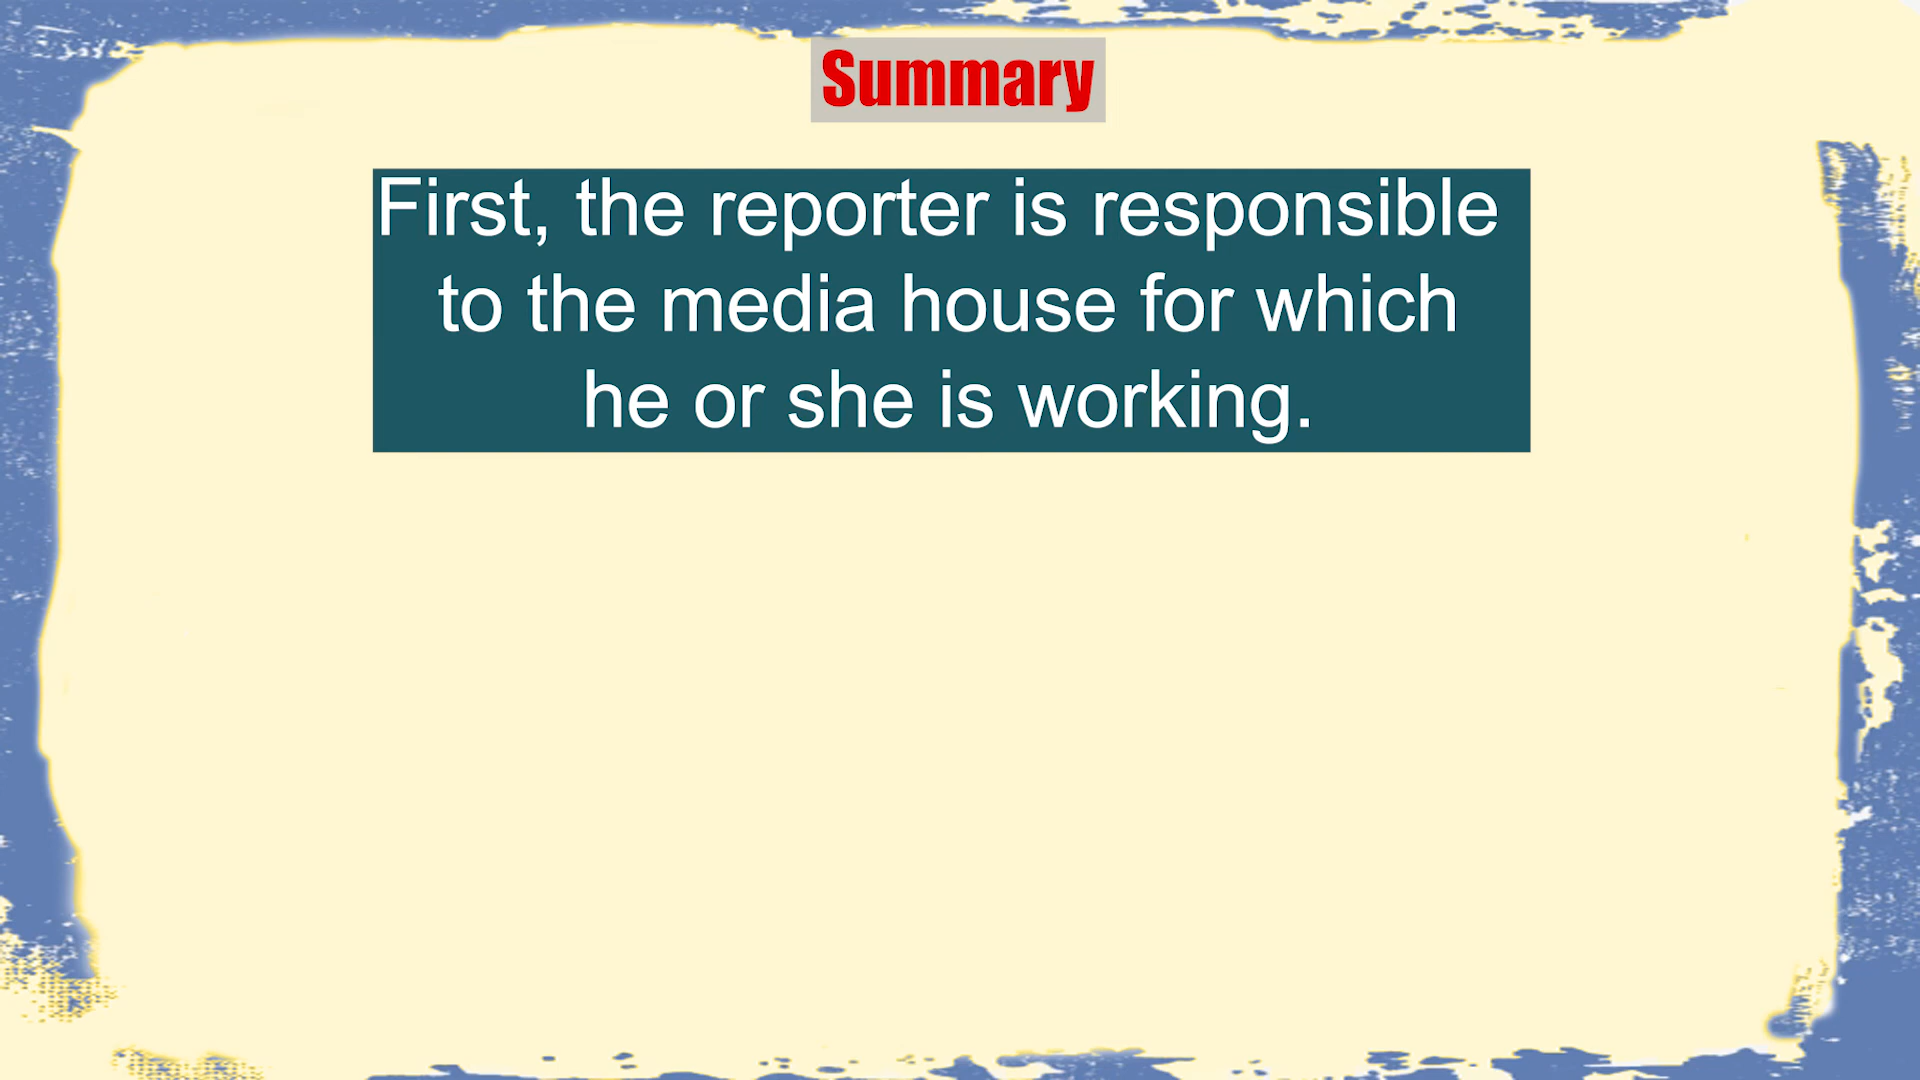 Summary
First, the reporter is responsible
to the media house for which
he or she is working.